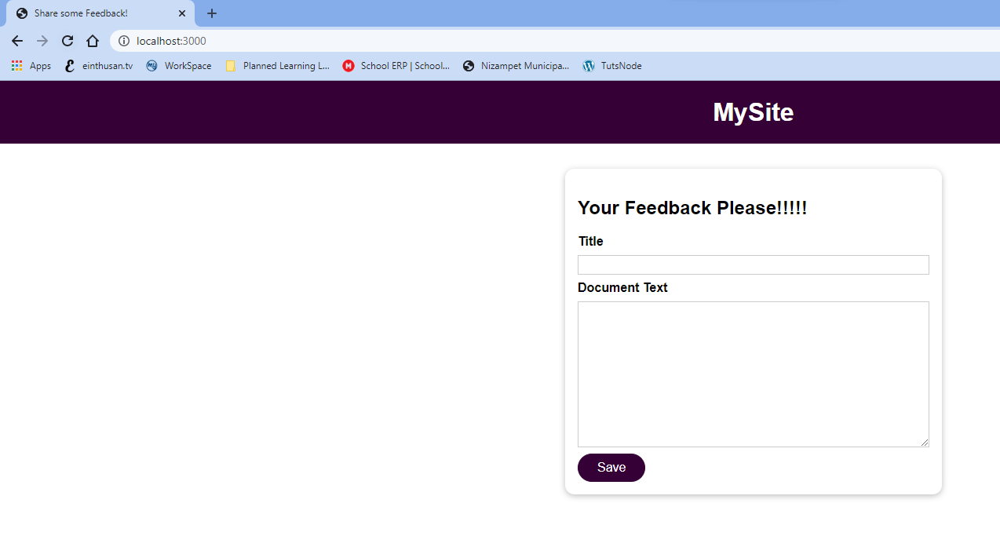 Share some Feedback!
localhost:3000
Apps einthusan.tv WorkSpace Planned Learning L... School ERP | School... Nizampet Municipa... TutsNode
MySite
Your Feedback Please!!!!!
Title
Document Text
Save